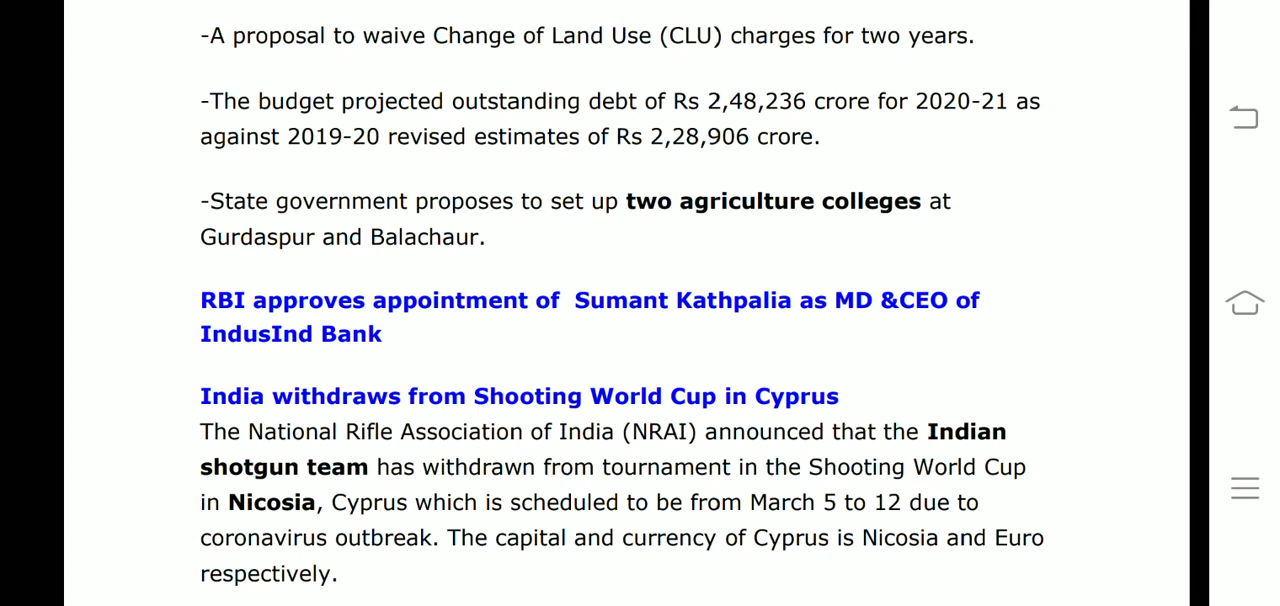 -A proposal to waive Change of Land Use (CLU) charges for two years.
-The budget projected outstanding debt of Rs 2,48,236 crore for 2020-21 as
against 2019-20 revised estimates of Rs 2,28,906 crore.
-State government proposes to set up two agriculture colleges at
Gurdaspur and Balachaur.
RBI approves appointment of  Sumant Kathpalia as MD &CEO of
IndusInd Bank
India withdraws from Shooting World Cup in Cyprus
The National Rifle Association of India (NRAI) announced that the Indian
shotgun team has withdrawn from tournament in the Shooting World Cup
in Nicosia, Cyprus which is scheduled to be from March 5 to 12 due to
coronavirus outbreak. The capital and currency of Cyprus is Nicosia and Euro
respectively.